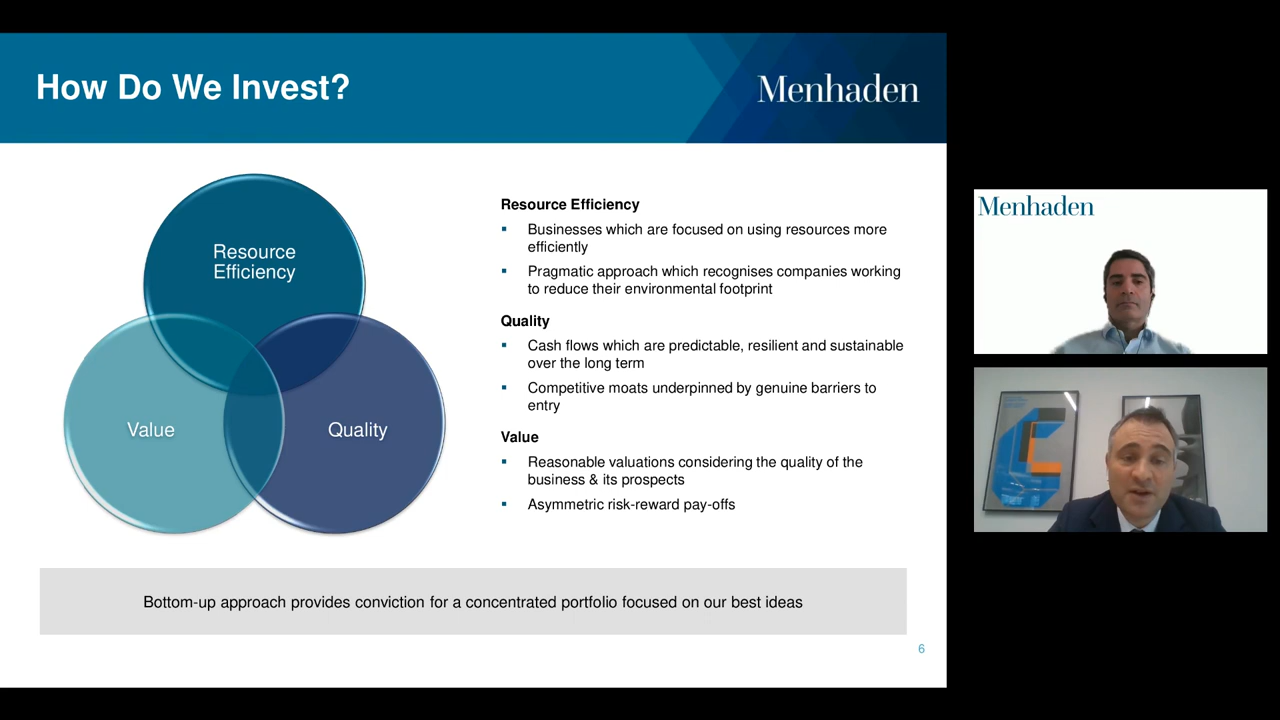 How Do We Invest?
Menhaden
Resource
Efficiency
Value
Quality
Resource Efficiency
Businesses which are focused on using resources more
efficiently
Pragmatic approach which recognises companies working
to reduce their environmental footprint
Quality
Cash flows which are predictable, resilient and sustainable
over the long term
Competitive moats underpinned by genuine barriers to
entry
Value
Reasonable valuations considering the quality of the
business & its prospects
Asymmetric risk-reward pay-offs
Bottom-up approach provides conviction for a concentrated portfolio focused on our best ideas
6
Menhaden